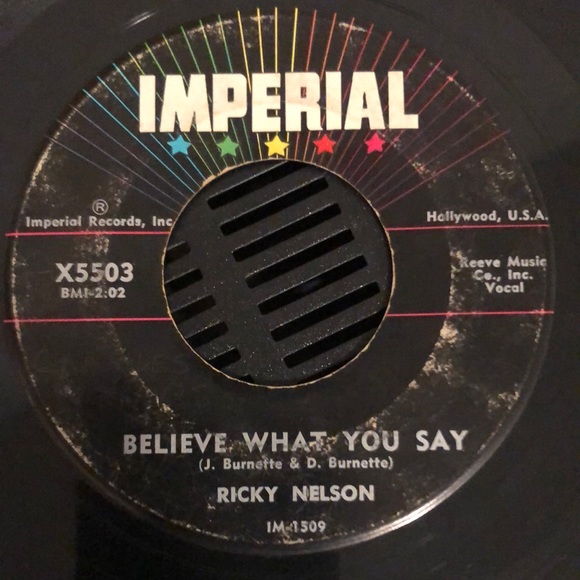 IMPERIAL
®
Imperial Records, Inc.
Hollywood, U.S.A.
X5503
BMI-2:02
Reeve Music
Co., Inc.
Vocal
BELIEVE WHAT YOU SAY
(J. Burnette & D. Burnette)
RICKY NELSON
IM-1509